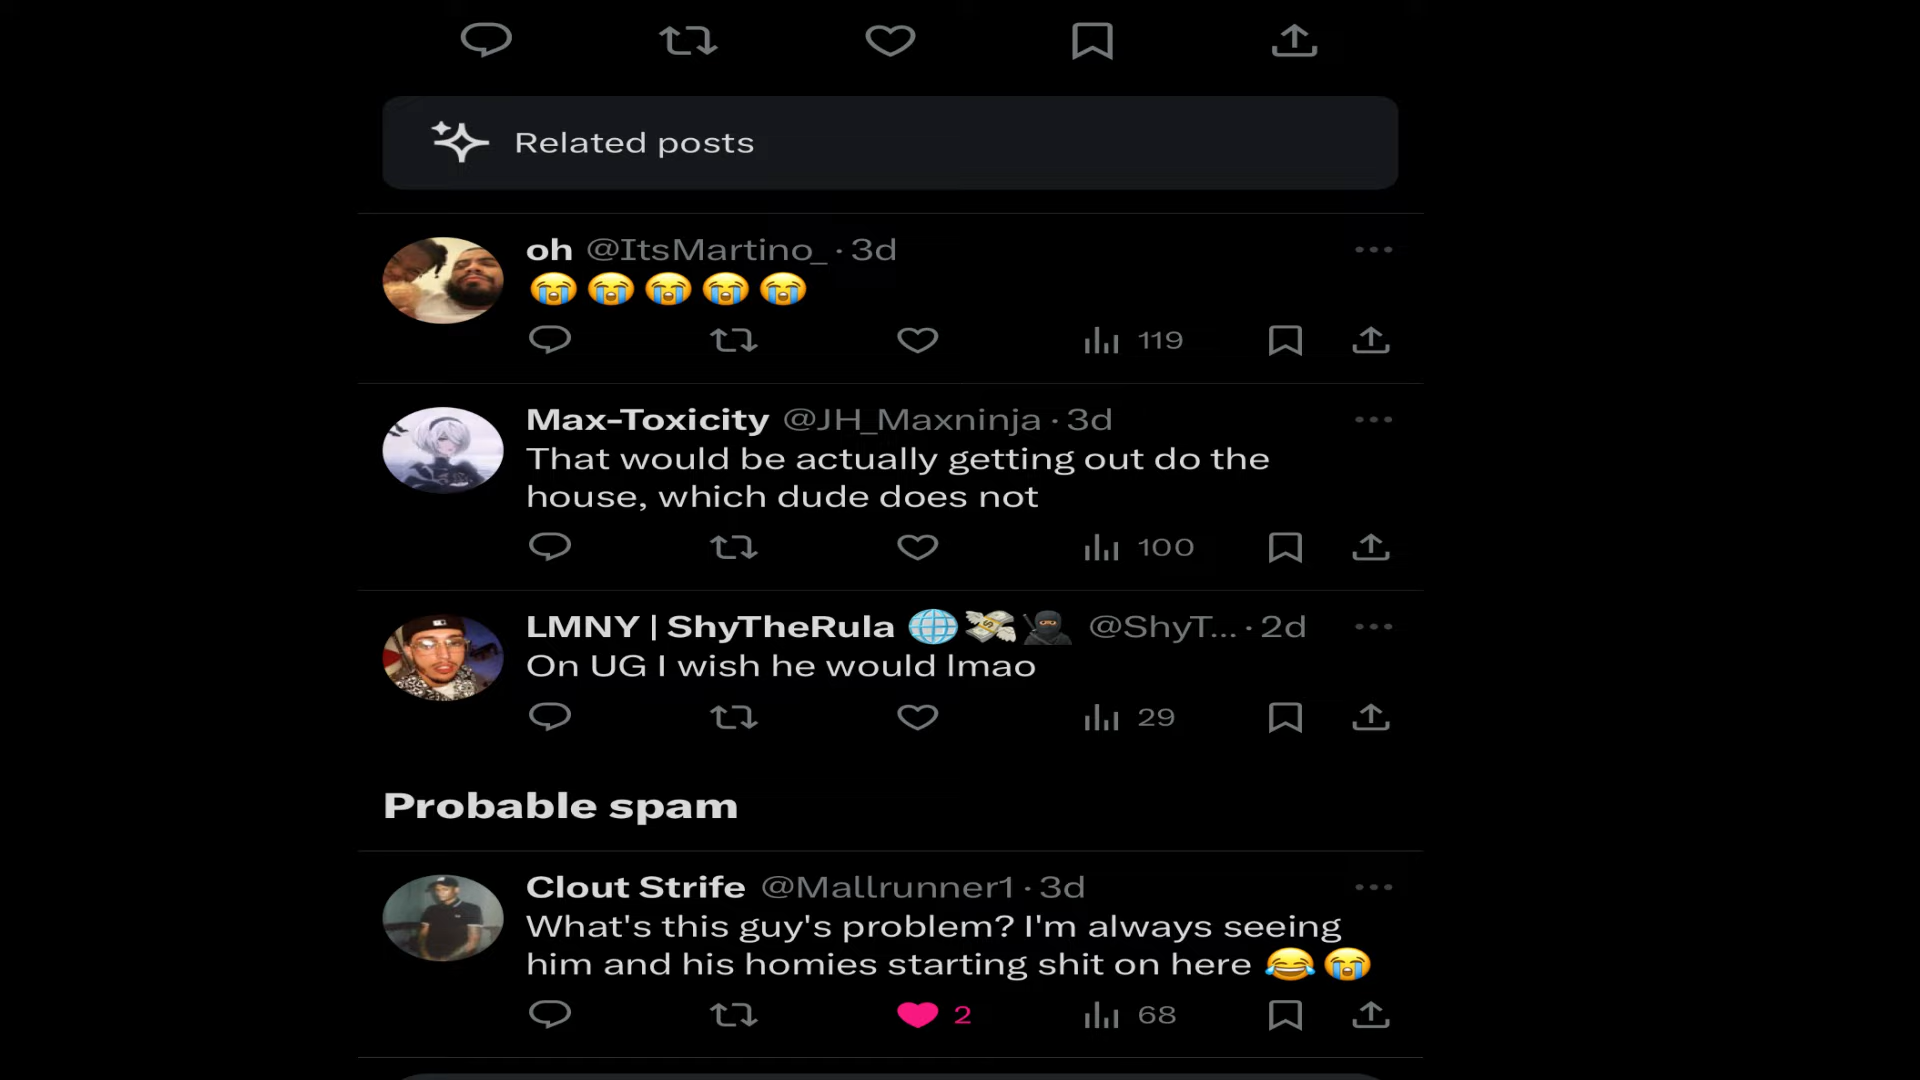 Related posts
oh @ItsMartino_ · 3d
😭😭😭😭😭
119
Max-Toxicity @JH_Maxninja · 3d
That would be actually getting out do the
house, which dude does not
100
LMNY | ShyTheRula 🌐💸🥷 @ShyT... · 2d
On UG I wish he would lmao
29
Probable spam
Clout Strife @Mallrunner1 · 3d
What's this guy's problem? I'm always seeing
him and his homies starting shit on here 😂😭
2 68